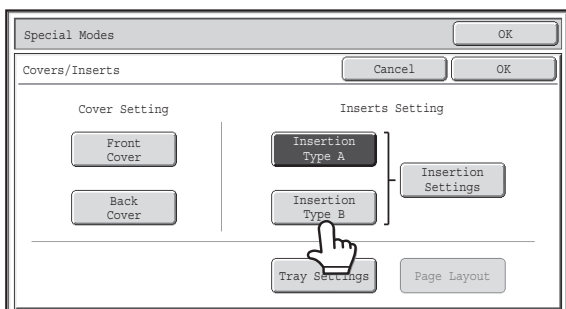 Special Modes
OK
Covers/Inserts
Cancel
OK
Cover Setting
Inserts Setting
Front
Cover
Insertion
Type A
Insertion
Settings
Back
Cover
Insertion
Type B
Tray Settings
Page Layout